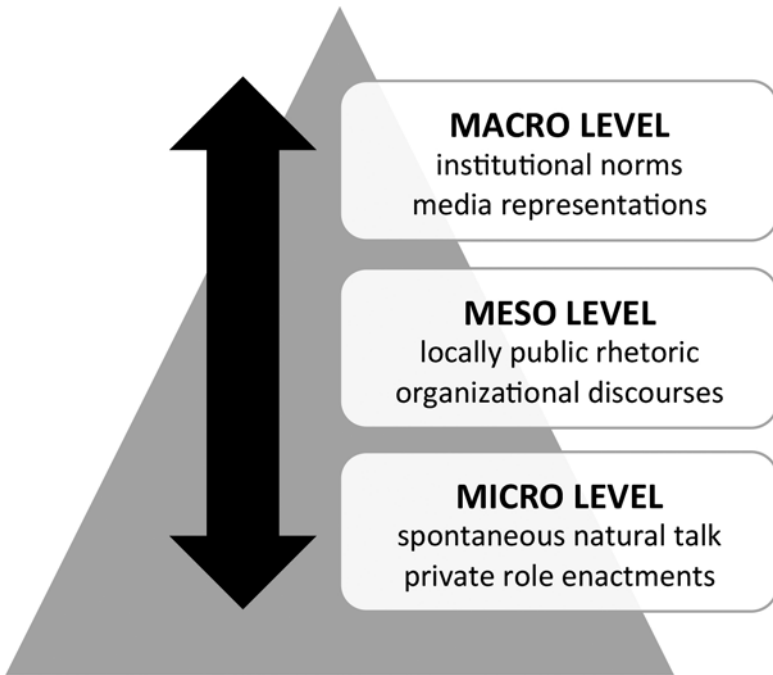 MACRO LEVEL
institutional norms
media representations
MESO LEVEL
locally public rhetoric
organizational discourses
MICRO LEVEL
spontaneous natural talk
private role enactments